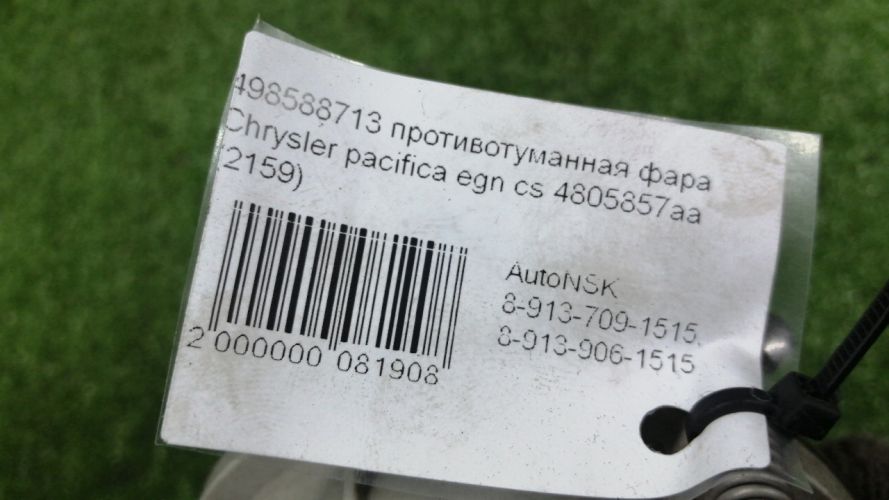 498588713 противотуманная фара
Chrysler pacifica egn cs 4805857aa
(2159)
AutoNSK
8-913-709-1515,
8-913-906-1515
2 000000 081908